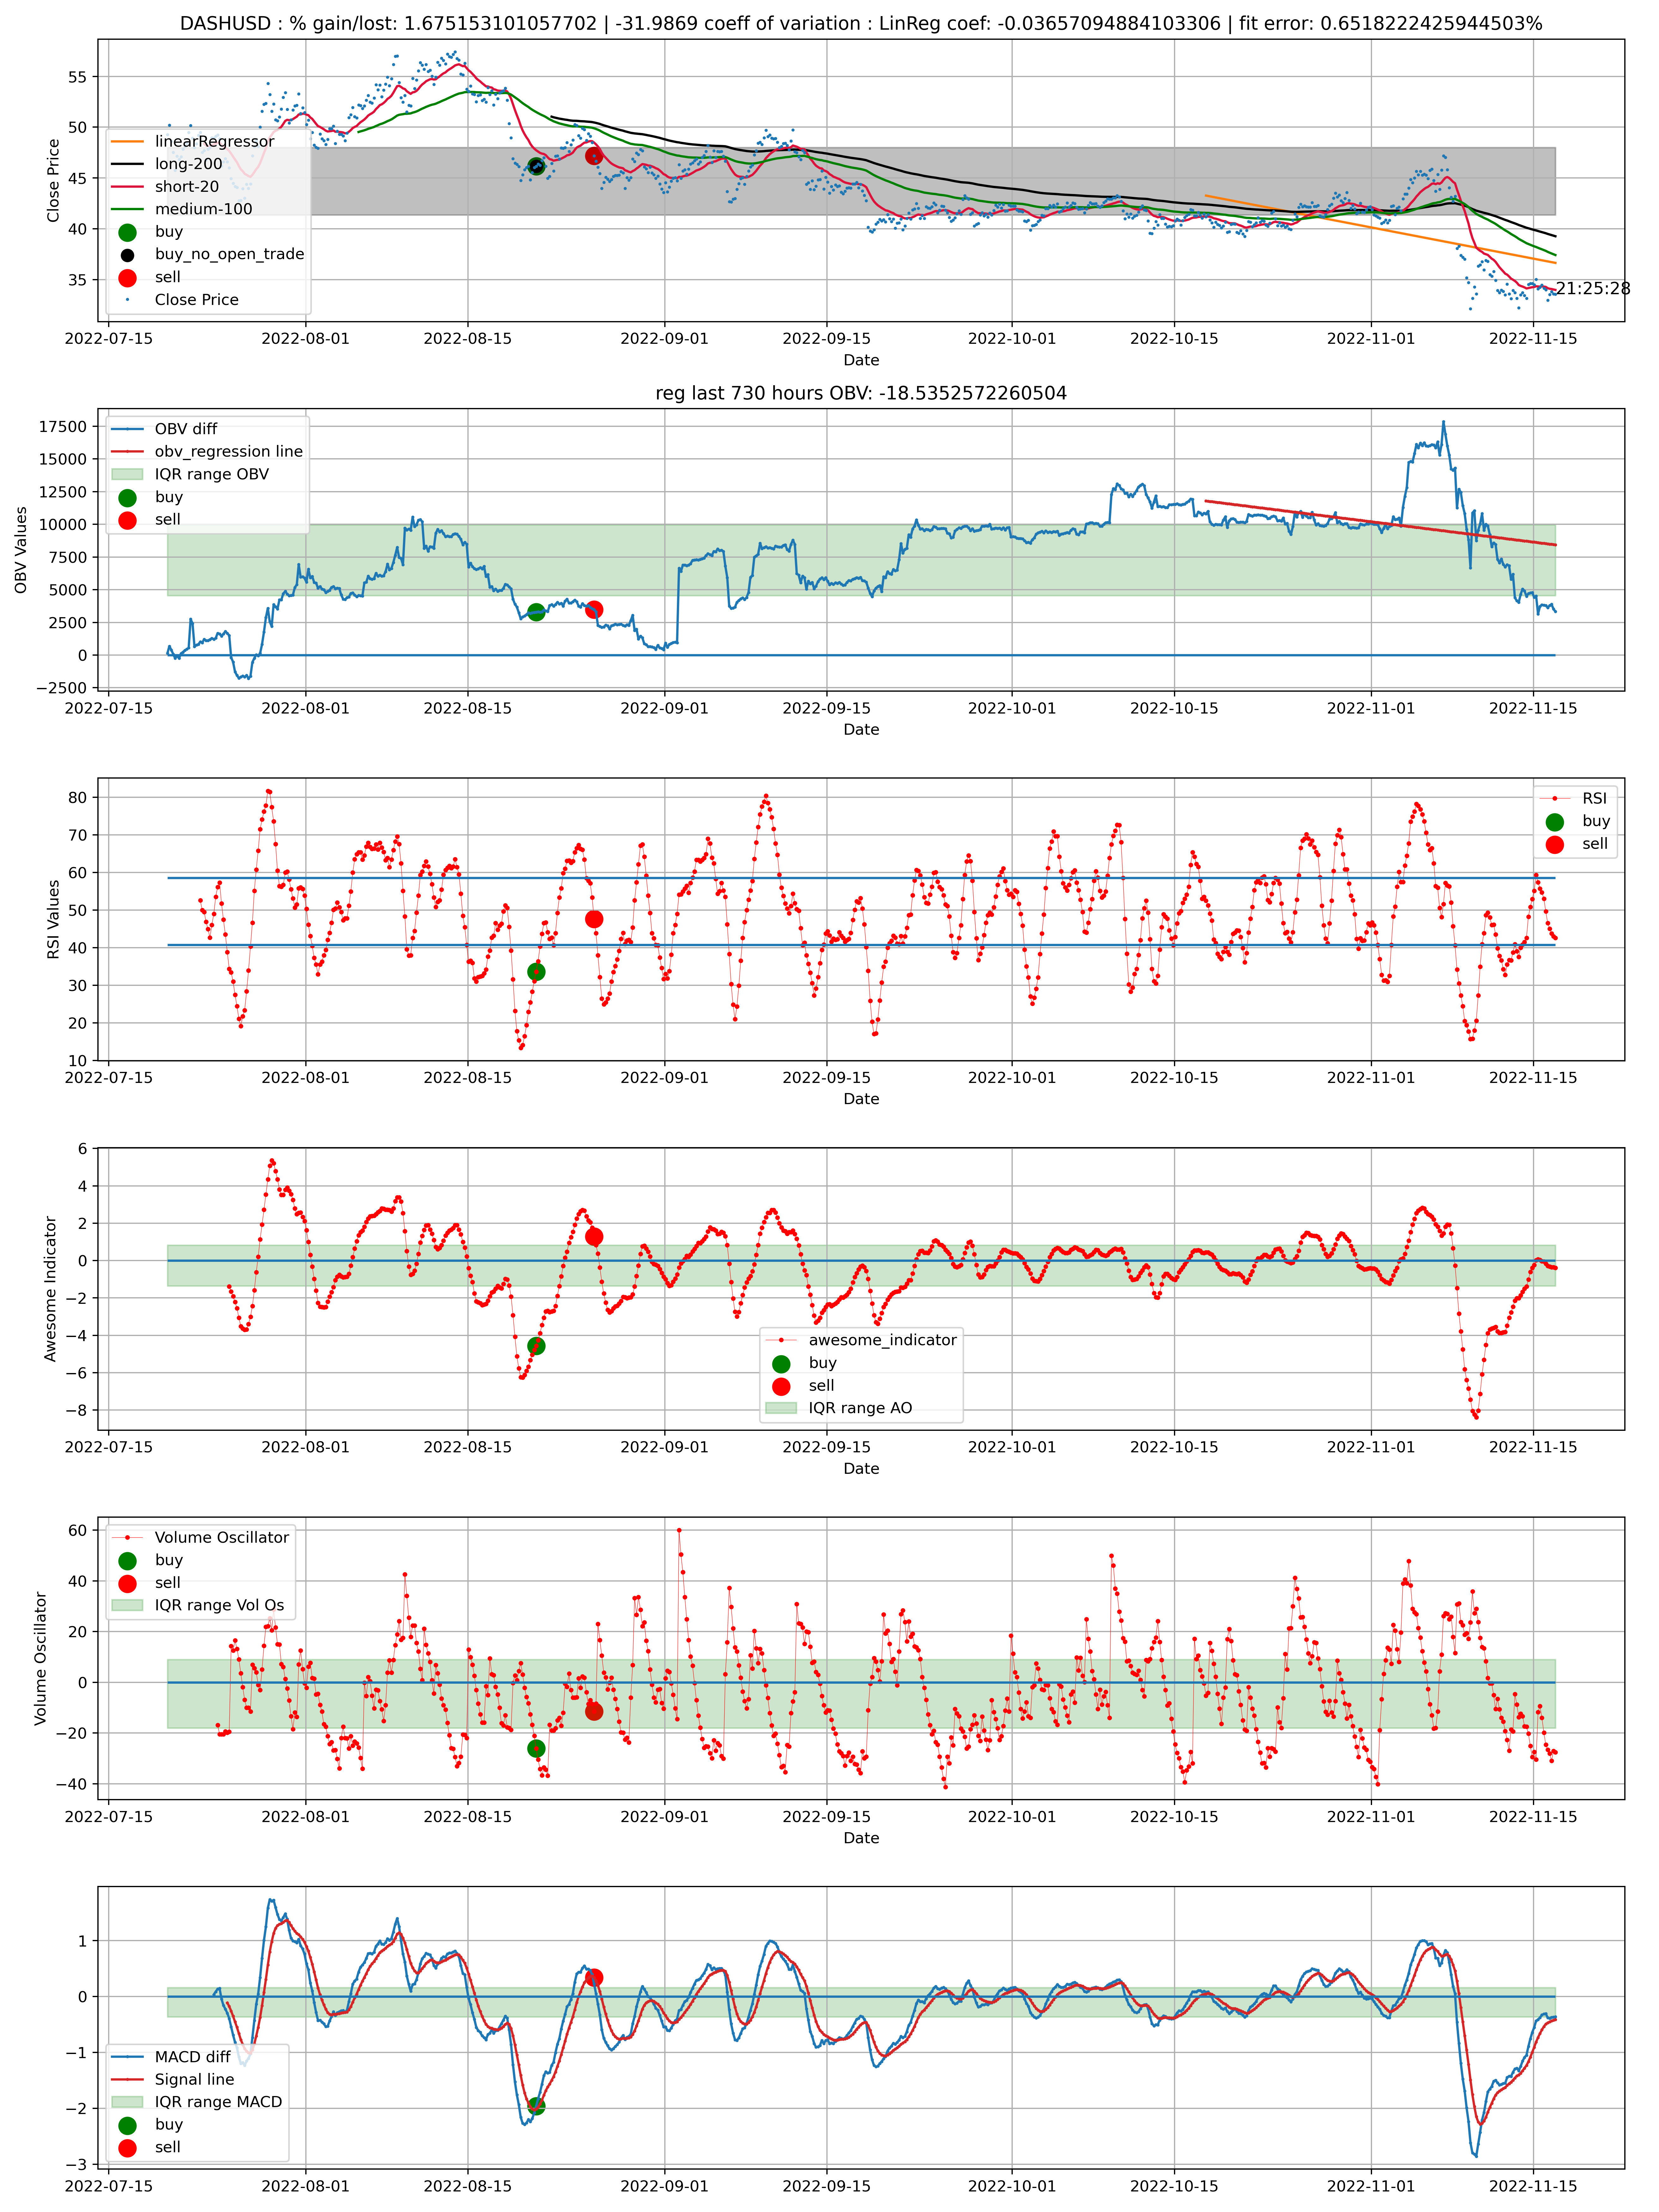 DASHUSD : % gain/lost: 1.675153101057702 | -31.9869 coeff of variation : LinReg coef: -0.03657094884103306 | fit error: 0.6518222425944503%
55
50
45
40
35
Close Price
linearRegressor
long-200
short-20
medium-100
buy
buy_no_open_trade
sell
Close Price
21:25:28
2022-07-15 2022-08-01 2022-08-15 2022-09-01 2022-09-15 2022-10-01 2022-10-15 2022-11-01 2022-11-15
Date
reg last 730 hours OBV: -18.5352572260504
17500
15000
12500
10000
7500
5000
2500
0
−2500
OBV Values
OBV diff
obv_regression line
IQR range OBV
buy
sell
2022-07-15 2022-08-01 2022-08-15 2022-09-01 2022-09-15 2022-10-01 2022-10-15 2022-11-01 2022-11-15
Date
80
70
60
50
40
30
20
10
RSI Values
RSI
buy
sell
2022-07-15 2022-08-01 2022-08-15 2022-09-01 2022-09-15 2022-10-01 2022-10-15 2022-11-01 2022-11-15
Date
6
4
2
0
−2
−4
−6
−8
Awesome Indicator
awesome_indicator
buy
sell
IQR range AO
2022-07-15 2022-08-01 2022-08-15 2022-09-01 2022-09-15 2022-10-01 2022-10-15 2022-11-01 2022-11-15
Date
60
40
20
0
−20
−40
Volume Oscillator
Volume Oscillator
buy
sell
IQR range Vol Os
2022-07-15 2022-08-01 2022-08-15 2022-09-01 2022-09-15 2022-10-01 2022-10-15 2022-11-01 2022-11-15
Date
1
0
−1
−2
−3
MACD diff
Signal line
IQR range MACD
buy
sell
2022-07-15 2022-08-01 2022-08-15 2022-09-01 2022-09-15 2022-10-01 2022-10-15 2022-11-01 2022-11-15